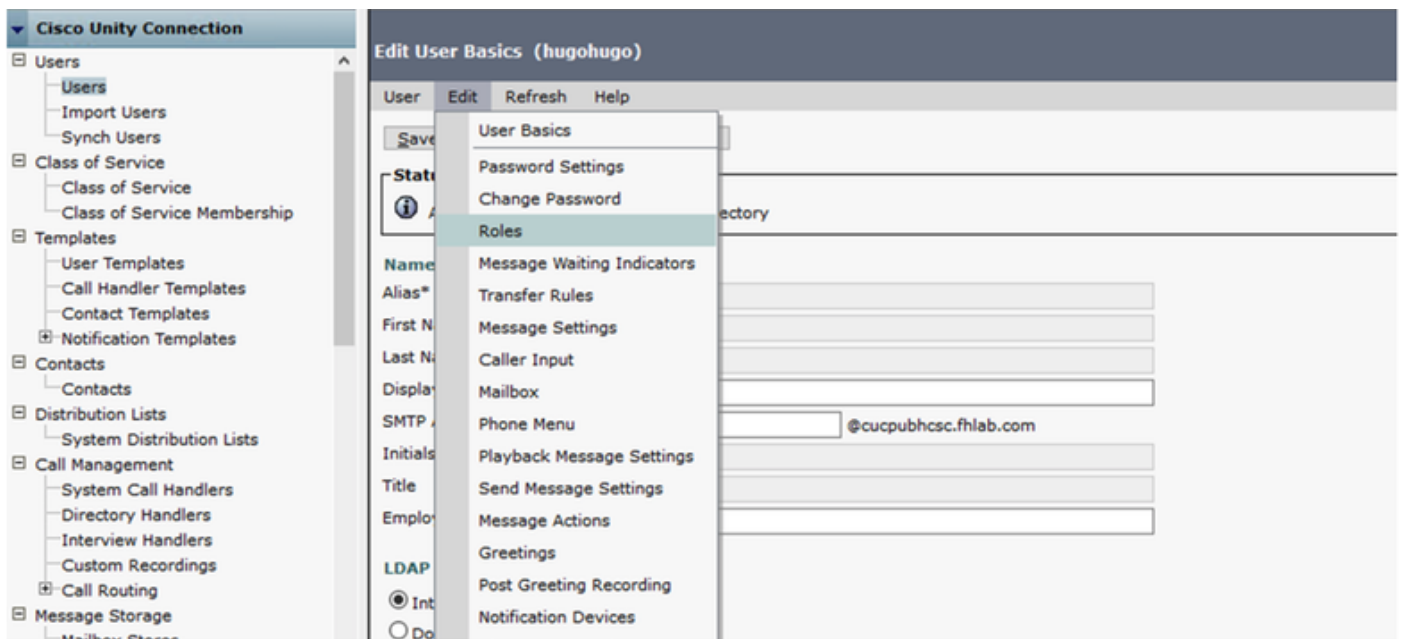 Cisco Unity Connection
Users
Users
Import Users
Synch Users
Class of Service
Class of Service
Class of Service Membership
Templates
User Templates
Call Handler Templates
Contact Templates
Notification Templates
Contacts
Contacts
Distribution Lists
System Distribution Lists
Call Management
System Call Handlers
Directory Handlers
Interview Handlers
Custom Recordings
Call Routing
Message Storage
Edit User Basics (hugohugo)
User Edit Refresh Help
Save
User Basics
Password Settings
Change Password
Roles
Message Waiting Indicators
Transfer Rules
Message Settings
Caller Input
Mailbox
Phone Menu
Playback Message Settings
Send Message Settings
Message Actions
Greetings
Post Greeting Recording
Notification Devices
Stat
ectory
Name
Alias*
First N
Last Na
Display
SMTP
@cucpubhcsc.fhlab.com
Initials
Title
Employ
LDAP
Int
Do